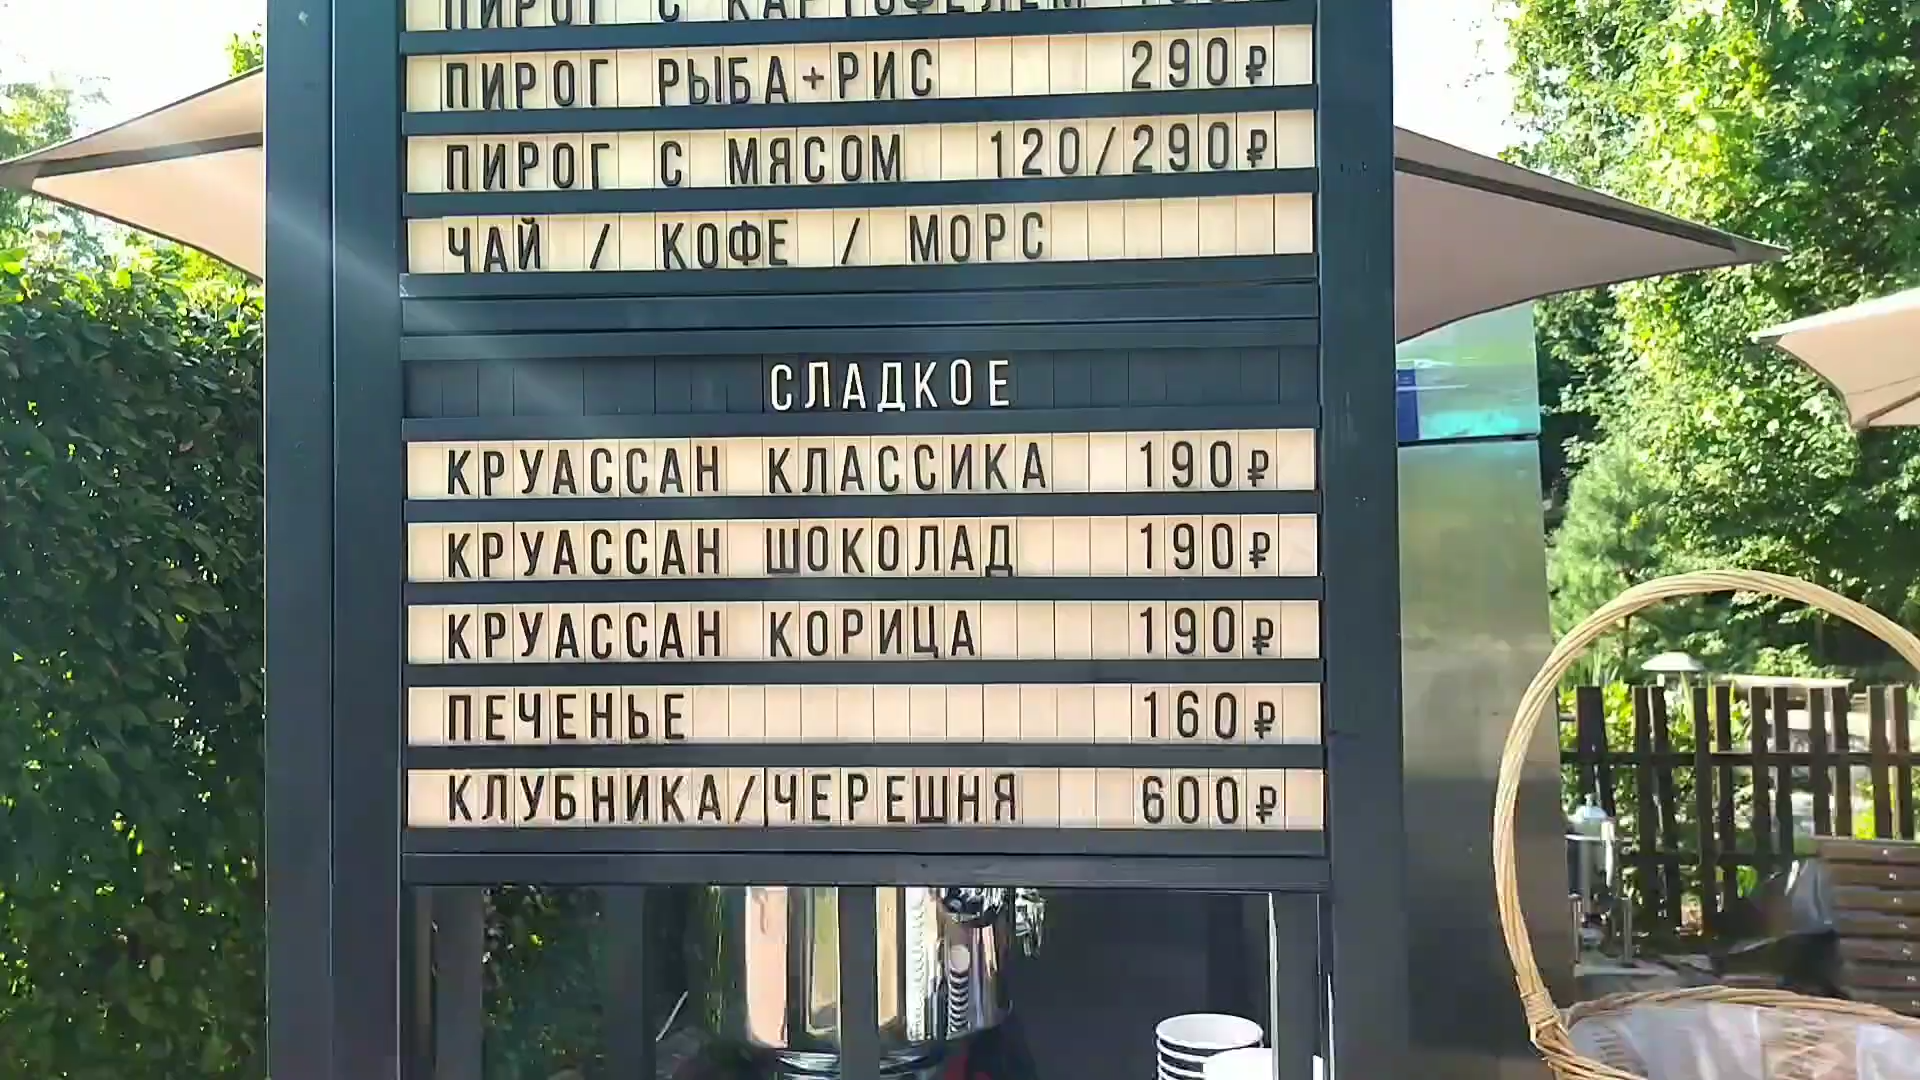 ПИРОГ С КАРТОФЕЛЕМ
ПИРОГ РЫБА+РИС 290₽
ПИРОГ С МЯСОМ 120/290₽
ЧАЙ / КОФЕ / МОРС
СЛАДКОЕ
КРУАССАН КЛАССИКА 190₽
КРУАССАН ШОКОЛАД 190₽
КРУАССАН КОРИЦА 190₽
ПЕЧЕНЬЕ 160₽
КЛУБНИКА/ЧЕРЕШНЯ 600₽